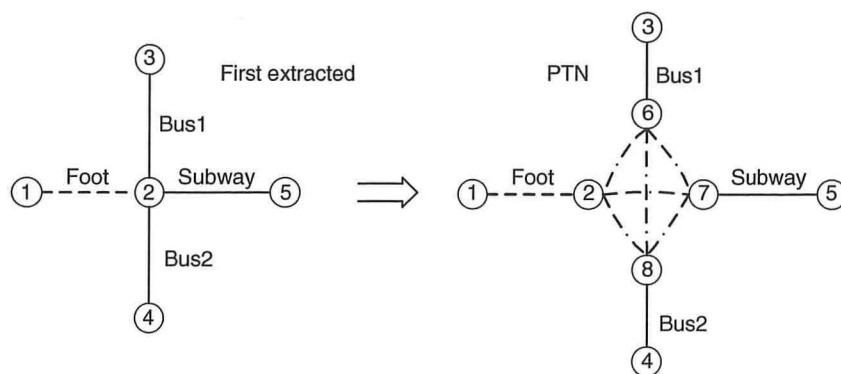 3
First extracted
Bus1
Foot
Subway
1
2
5
Bus2
4
3
PTN
Bus1
6
Foot
Subway
1
2
7
5
8
Bus2
4